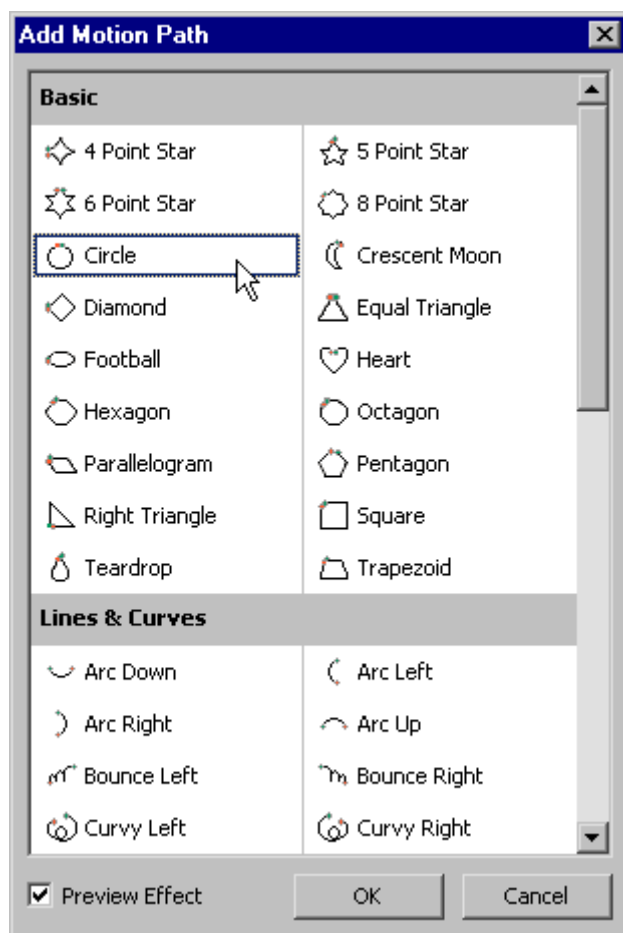 Add Motion Path
Basic
4 Point Star 5 Point Star
6 Point Star 8 Point Star
Circle Crescent Moon
Diamond Equal Triangle
Football Heart
Hexagon Octagon
Parallelogram Pentagon
Right Triangle Square
Teardrop Trapezoid
Lines & Curves
Arc Down Arc Left
Arc Right Arc Up
Bounce Left Bounce Right
Curvy Left Curvy Right
Preview Effect OK Cancel